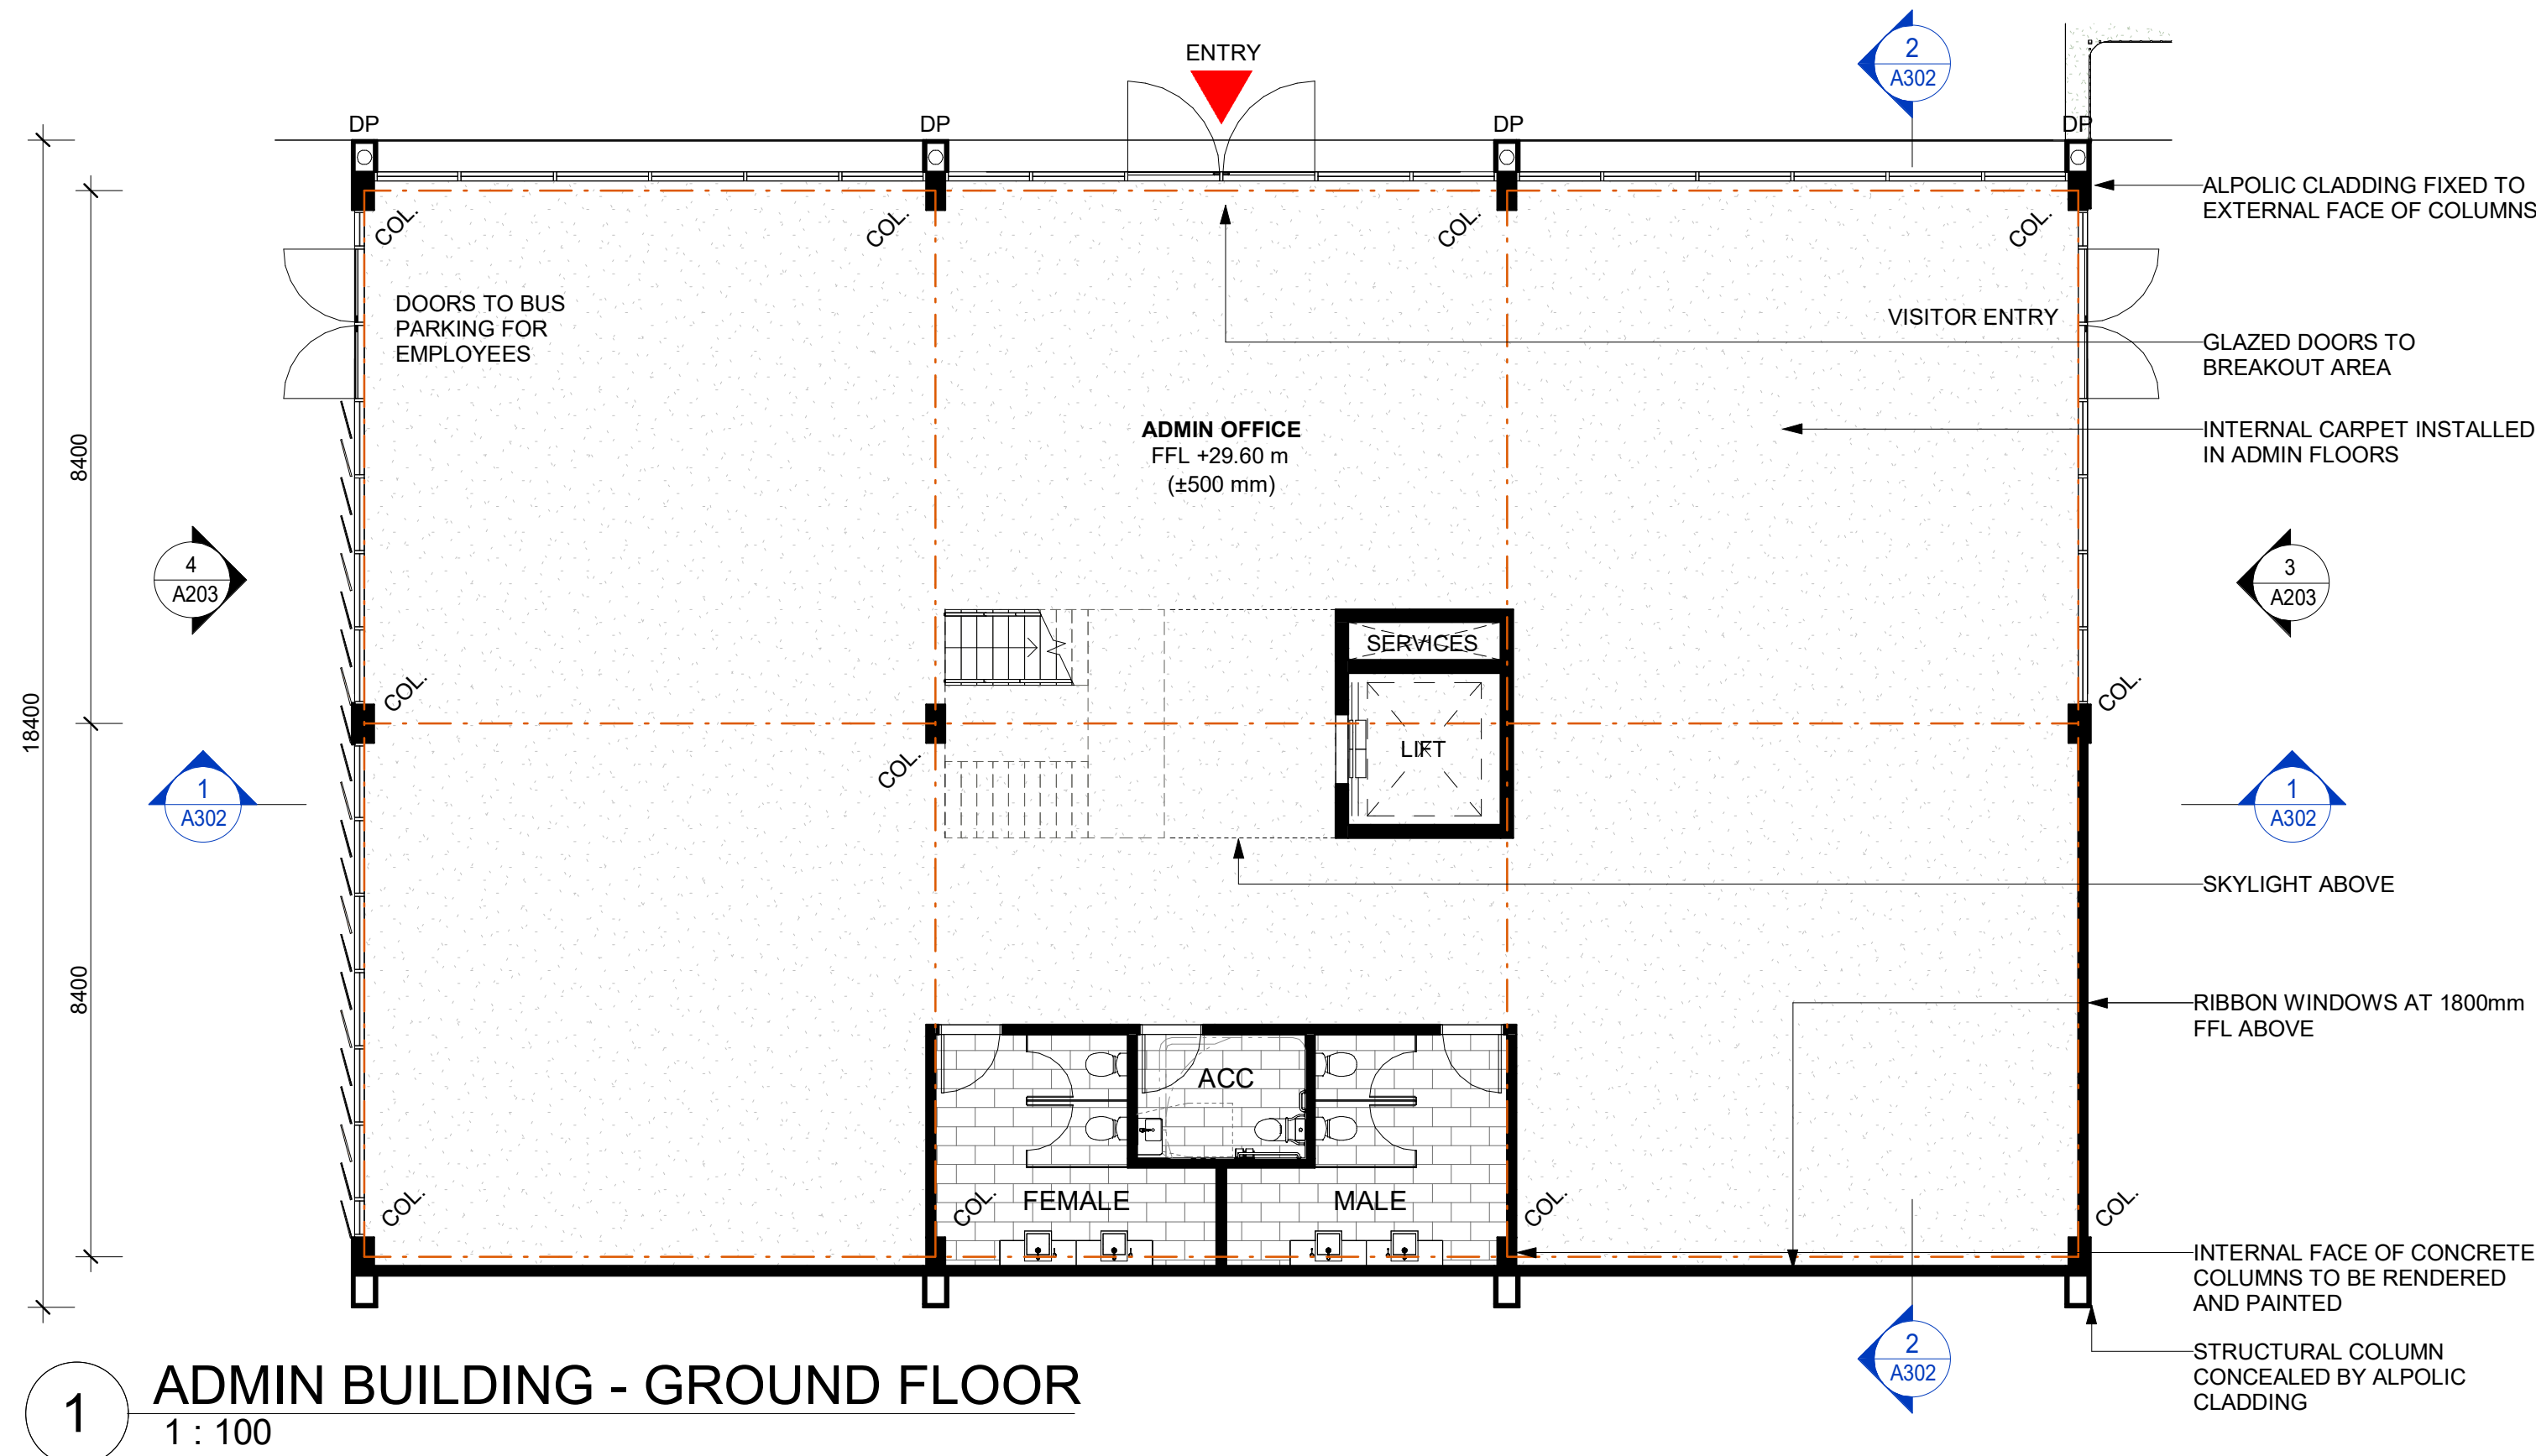 ENTRY
2
A302
DP
DP
DP
DP
ALPOLIC CLADDING FIXED TO
EXTERNAL FACE OF COLUMNS
COL.
COL.
COL.
COL.
DOORS TO BUS
PARKING FOR
EMPLOYEES
VISITOR ENTRY
GLAZED DOORS TO
BREAKOUT AREA
ADMIN OFFICE
FFL +29.60 m
(±500 mm)
INTERNAL CARPET INSTALLED
IN ADMIN FLOORS
8400
4
A203
3
A203
SERVICES
COL.
COL.
18400
LIFT
COL.
1
A302
1
A302
SKYLIGHT ABOVE
8400
RIBBON WINDOWS AT 1800mm
FFL ABOVE
ACC
COL.
COL.
FEMALE
MALE
COL.
COL.
INTERNAL FACE OF CONCRETE
COLUMNS TO BE RENDERED
AND PAINTED
2
A302
STRUCTURAL COLUMN
CONCEALED BY ALPOLIC
CLADDING
1
ADMIN BUILDING - GROUND FLOOR
1 : 100